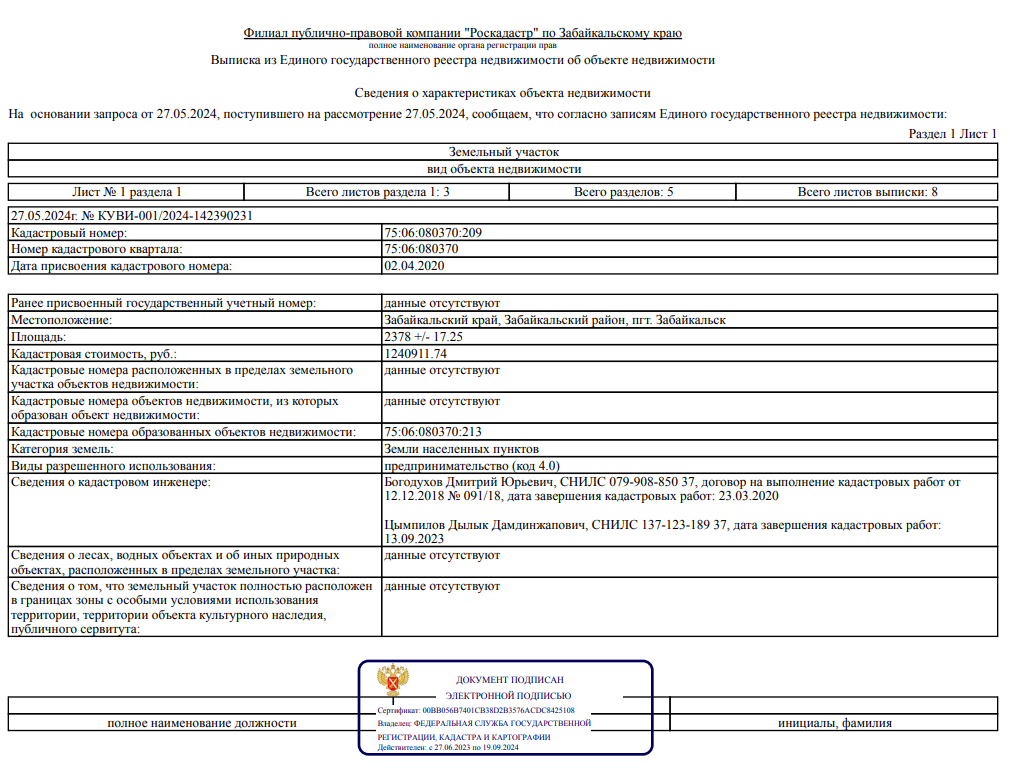 Филиал публично-правовой компании "Роскадастр" по Забайкальскому краю
полное наименование органа регистрации прав
Выписка из Единого государственного реестра недвижимости об объекте недвижимости
Сведения о характеристиках объекта недвижимости
На основании запроса от 27.05.2024, поступившего на рассмотрение 27.05.2024, сообщаем, что согласно записям Единого государственного реестра недвижимости:
Раздел 1 Лист 1
Земельный участок
вид объекта недвижимости
Лист № 1 раздела 1 Всего листов раздела 1: 3 Всего разделов: 5 Всего листов выписки: 8
27.05.2024г. № КУВИ-001/2024-142390231
Кадастровый номер: 75:06:080370:209
Номер кадастрового квартала: 75:06:080370
Дата присвоения кадастрового номера: 02.04.2020
Ранее присвоенный государственный учетный номер: данные отсутствуют
Местоположение: Забайкальский край, Забайкальский район, пгт. Забайкальск
Площадь: 2378 +/- 17.25
Кадастровая стоимость, руб.: 1240911.74
Кадастровые номера расположенных в пределах земельного данные отсутствуют
участка объектов недвижимости:
Кадастровые номера объектов недвижимости, из которых данные отсутствуют
образован объект недвижимости:
Кадастровые номера образованных объектов недвижимости: 75:06:080370:213
Категория земель: Земли населенных пунктов
Виды разрешенного использования: предпринимательство (код 4.0)
Сведения о кадастровом инженере: Богодухов Дмитрий Юрьевич, СНИЛС 079-908-850 37, договор на выполнение кадастровых работ от
12.12.2018 № 091/18, дата завершения кадастровых работ: 23.03.2020
Цымпилов Дылык Дамдинжапович, СНИЛС 137-123-189 37, дата завершения кадастровых работ:
13.09.2023
Сведения о лесах, водных объектах и об иных природных данные отсутствуют
объектах, расположенных в пределах земельного участка:
Сведения о том, что земельный участок полностью расположен данные отсутствуют
в границах зоны с особыми условиями использования
территории, территории объекта культурного наследия,
публичного сервитута:
ДОКУМЕНТ ПОДПИСАН
ЭЛЕКТРОННОЙ ПОДПИСЬЮ
Сертификат: 00BB056B7401CB38D2B3576ACDC8425108
Владелец: ФЕДЕРАЛЬНАЯ СЛУЖБА ГОСУДАРСТВЕННОЙ
РЕГИСТРАЦИИ, КАДАСТРА И КАРТОГРАФИИ
Действителен: с 27.06.2023 по 19.09.2024
полное наименование должности инициалы, фамилия